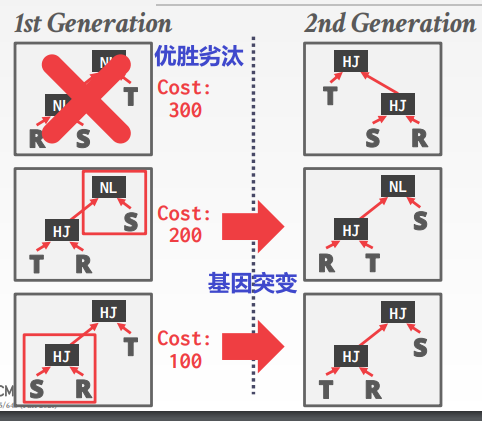 1st Generation
2nd Generation
优胜劣汰
NL
NL
R
S
T
Cost:
300
HJ
T
HJ
S
R
NL
S
HJ
T
R
Cost:
200
NL
S
HJ
R
T
基因突变
HJ
T
HJ
S
R
Cost:
100
HJ
S
HJ
T
R
CM